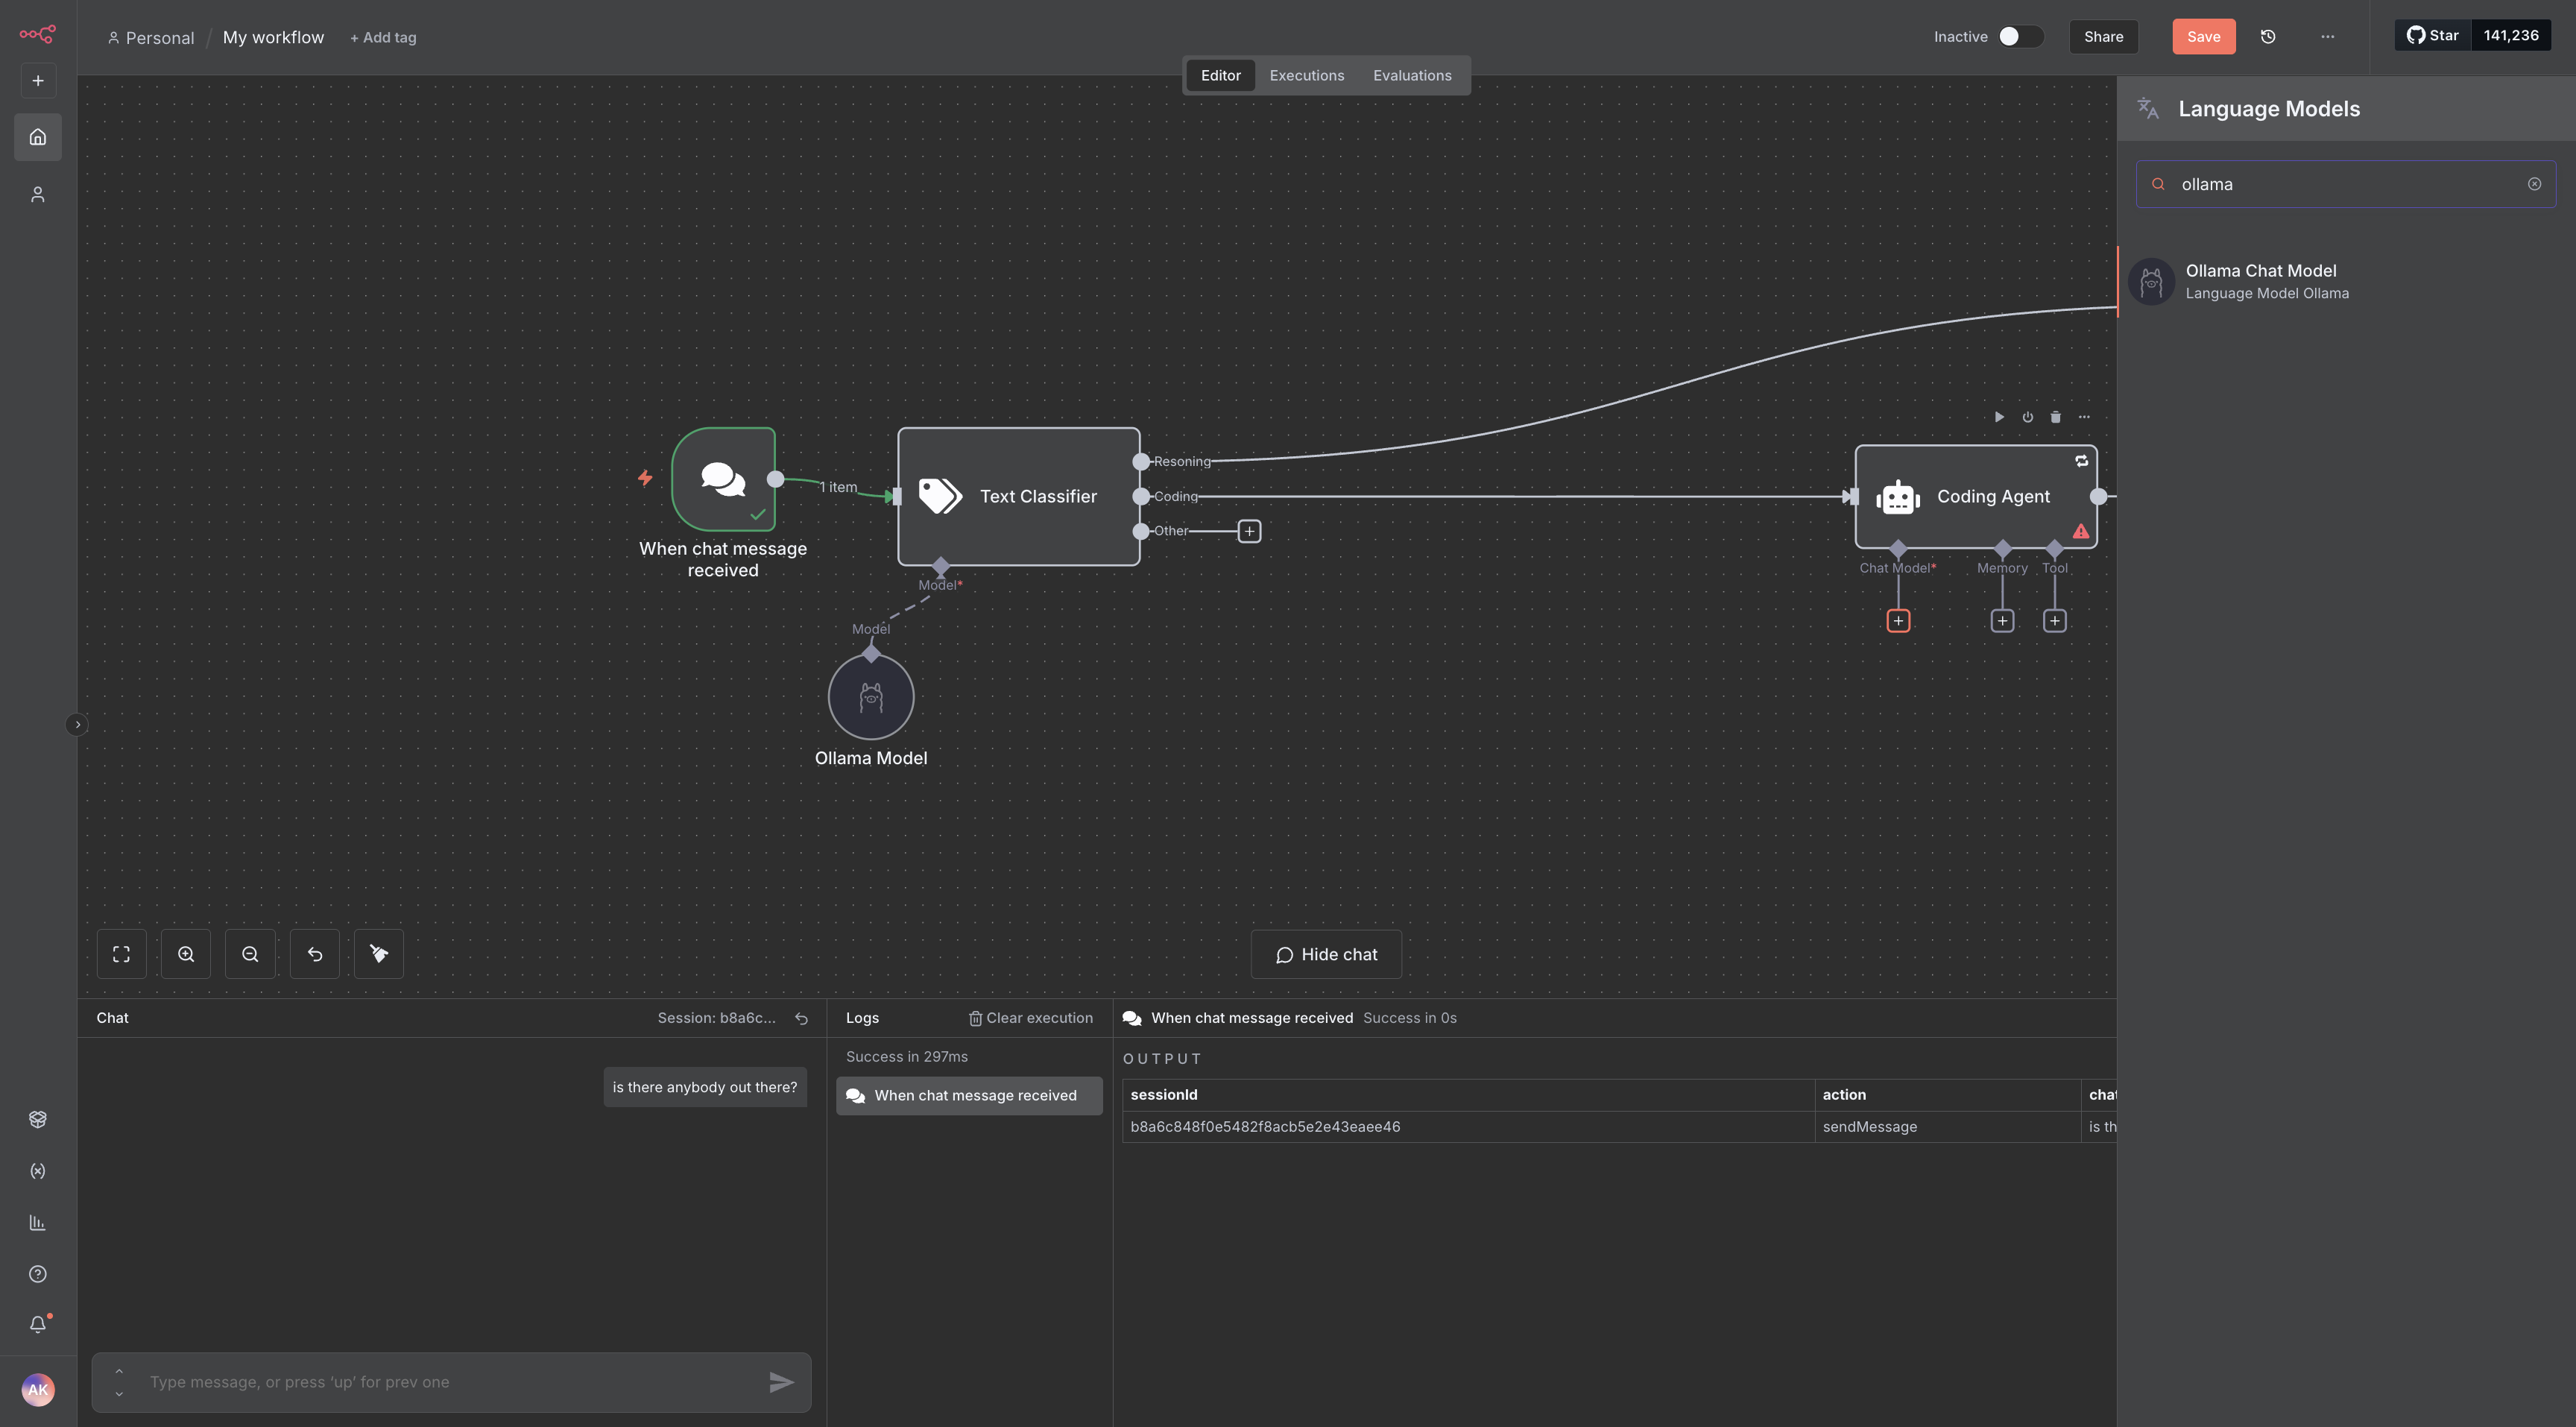 Personal / My workflow + Add tag
Inactive
Share
Save
Star 141,236
Editor Executions Evaluations
Language Models
ollama
Ollama Chat Model
Language Model Ollama
When chat message
received
1 item
Text Classifier
Resoning
Coding
Other
Model*
Model
Ollama Model
Coding Agent
Chat Model* Memory Tool
Hide chat
Chat
Session: b8a6c...
is there anybody out there?
Type message, or press ‘up’ for prev one
Logs
Clear execution
Success in 297ms
When chat message received
When chat message received Success in 0s
OUTPUT
sessionId action chat
b8a6c848f0e5482f8acb5e2e43eaee46 sendMessage is th
AK